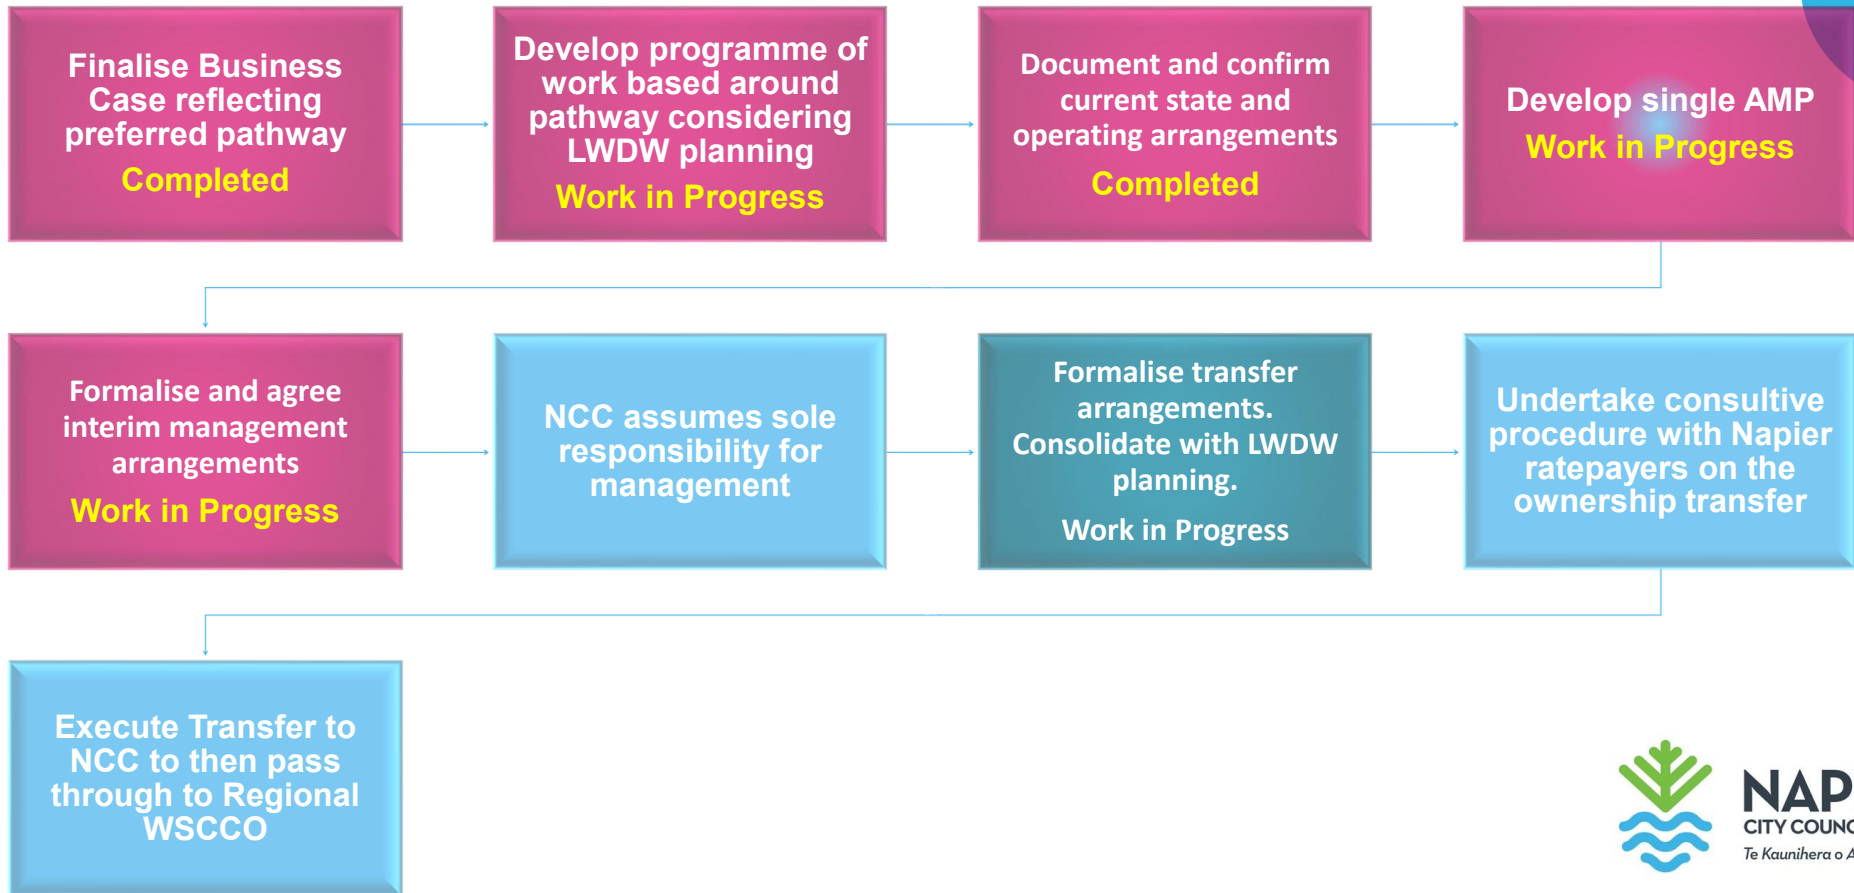 Finalise Business
Case reflecting
preferred pathway
Completed
Develop programme of
work based around
pathway considering
LWDW planning
Work in Progress
Document and confirm
current state and
operating arrangements
Completed
Develop single AMP
Work in Progress
Formalise and agree
interim management
arrangements
Work in Progress
NCC assumes sole
responsibility for
management
Formalise transfer
arrangements.
Consolidate with LWDW
planning.
Work in Progress
Undertake consultive
procedure with Napier
ratepayers on the
ownership transfer
Execute Transfer to
NCC to then pass
through to Regional
WSCCO
NAP
CITY COUNC
Te Kaunihera o A